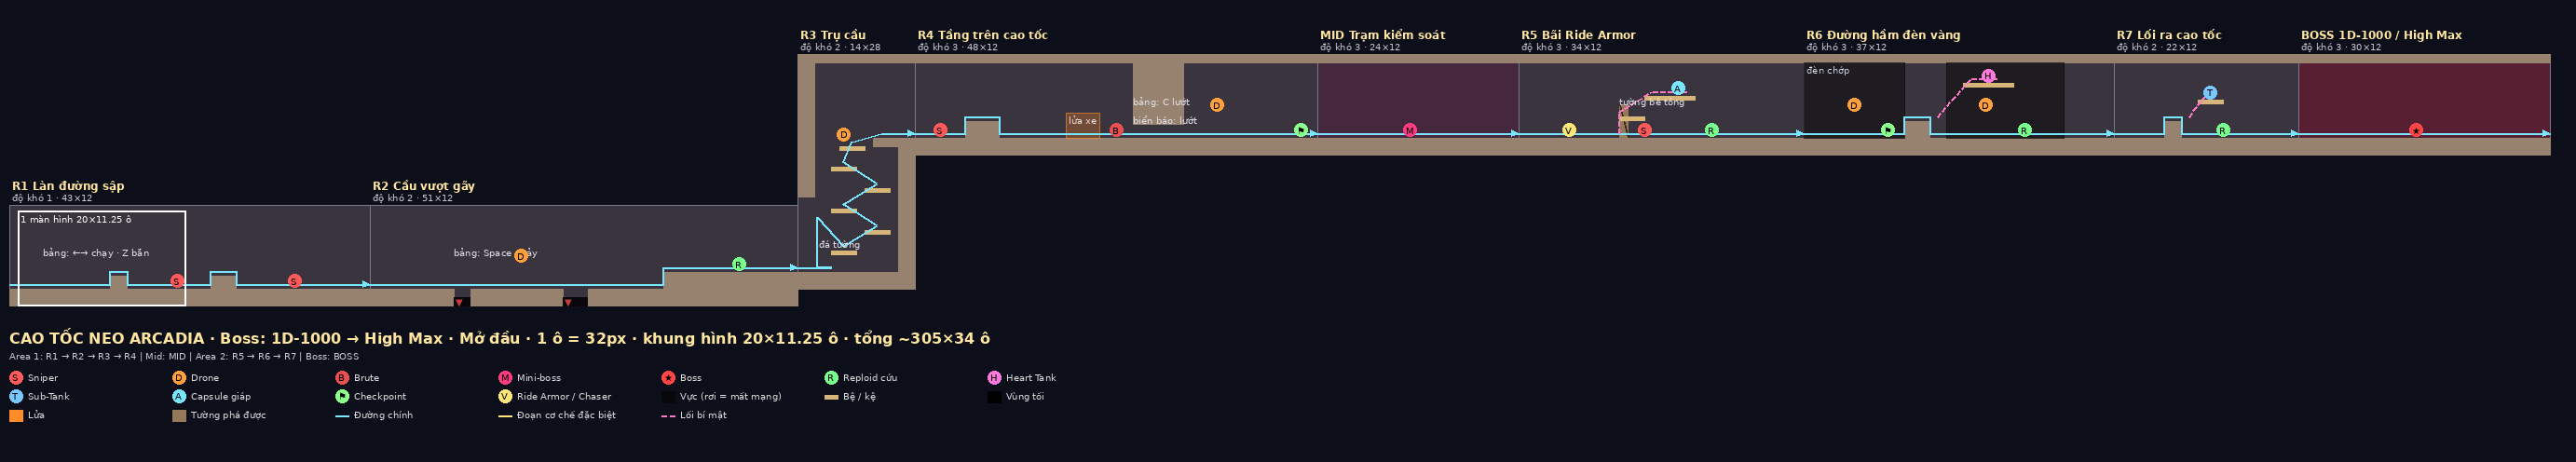 R3 Trụ cầu
độ khó 2 · 14×28
R4 Tầng trên cao tốc
độ khó 3 · 48×12
MID Trạm kiểm soát
độ khó 3 · 24×12
R5 Bãi Ride Armor
độ khó 3 · 34×12
R6 Đường hầm đèn vàng
độ khó 3 · 37×12
R7 Lối ra cao tốc
độ khó 2 · 22×12
BOSS 1D-1000 / High Max
độ khó 3 · 30×12
đèn chớp
H
A
T
bảng: C lướt
D
tường bê tông
D
D
lửa xe
biển báo: lướt
D
S
B
⚑
M
V
S
R
⚑
R
R
★
R1 Làn đường sập
độ khó 1 · 43×12
R2 Cầu vượt gãy
độ khó 2 · 51×12
1 màn hình 20×11.25 ô
bảng: ←→ chạy · Z bắn
bảng: Space
D
ảy
đá tường
R
S
S
CAO TỐC NEO ARCADIA · Boss: 1D-1000 → High Max · Mở đầu · 1 ô = 32px · khung hình 20×11.25 ô · tổng ~305×34 ô
Area 1: R1 → R2 → R3 → R4 | Mid: MID | Area 2: R5 → R6 → R7 | Boss: BOSS
S Sniper
D Drone
B Brute
M Mini-boss
★ Boss
R Reploid cứu
H Heart Tank
T Sub-Tank
A Capsule giáp
⚑ Checkpoint
V Ride Armor / Chaser
Vực (rơi = mất mạng)
Bệ / kệ
Vùng tối
Lửa
Tường phá được
Đường chính
Đoạn cơ chế đặc biệt
Lối bí mật